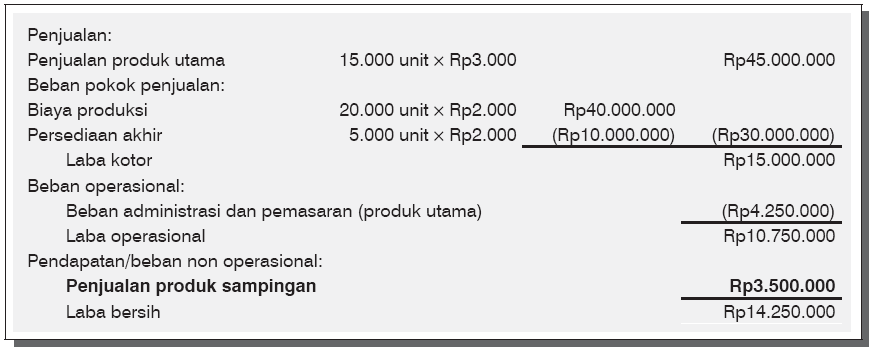 Penjualan:
Penjualan produk utama 15.000 unit × Rp3.000 Rp45.000.000
Beban pokok penjualan:
Biaya produksi 20.000 unit × Rp2.000 Rp40.000.000
Persediaan akhir 5.000 unit × Rp2.000 (Rp10.000.000) (Rp30.000.000)
Laba kotor Rp15.000.000
Beban operasional:
Beban administrasi dan pemasaran (produk utama) (Rp4.250.000)
Laba operasional Rp10.750.000
Pendapatan/beban non operasional:
Penjualan produk sampingan Rp3.500.000
Laba bersih Rp14.250.000